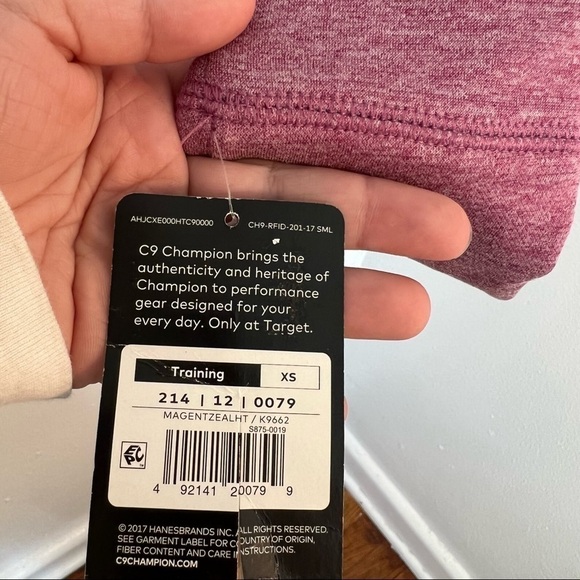 AHJCXE000HTC90000 CH9-RFID-201-17 SML
C9 Champion brings the
authenticity and heritage of
Champion to performance
gear designed for your
every day. Only at Target.
Training XS
214 | 12 | 0079
MAGENTZEALHT / K9662
S875-0019
EPC
4 92141 20079 9
© 2017 HANESBRANDS INC. ALL RIGHTS RESERVED.
SEE GARMENT LABEL FOR COUNTRY OF ORIGIN,
FIBER CONTENT AND CARE INSTRUCTIONS.
C9CHAMPION.COM